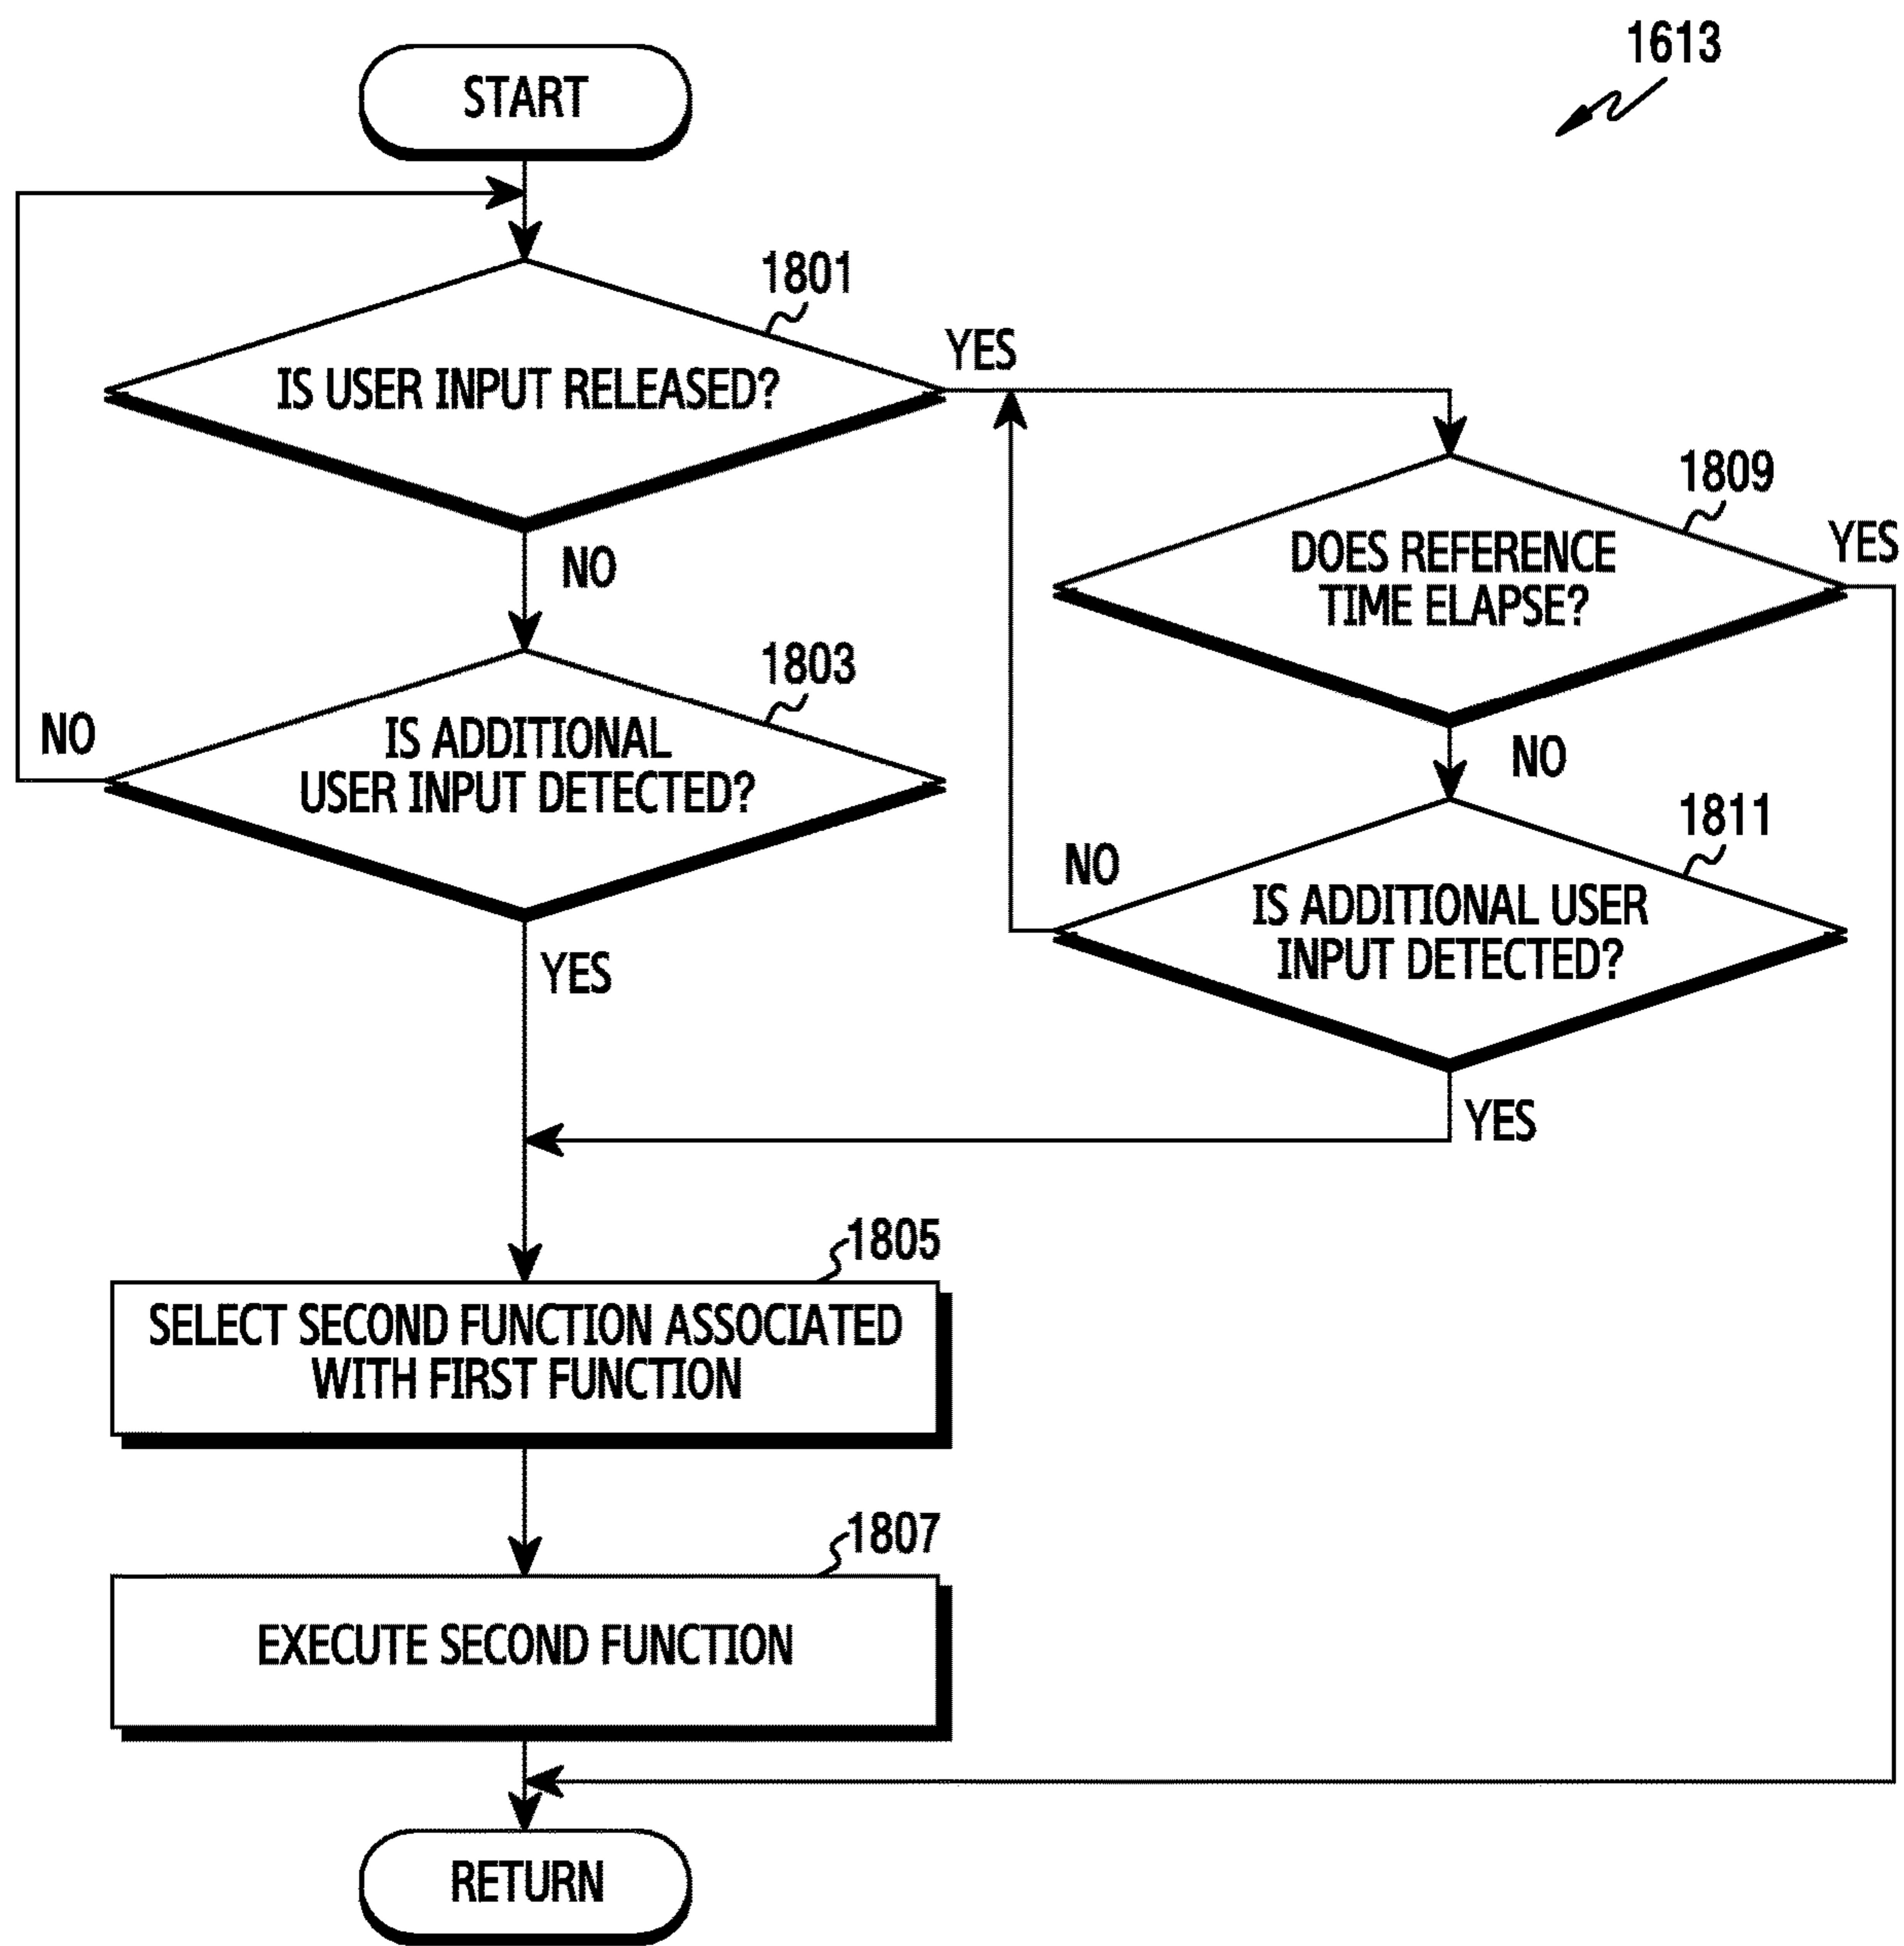 1613
START
1801
IS USER INPUT RELEASED?
YES
NO
1809
DOES REFERENCE
TIME ELAPSE?
YES
NO
1803
IS ADDITIONAL
USER INPUT DETECTED?
NO
YES
1811
IS ADDITIONAL USER
INPUT DETECTED?
NO
YES
1805
SELECT SECOND FUNCTION ASSOCIATED
WITH FIRST FUNCTION
1807
EXECUTE SECOND FUNCTION
RETURN